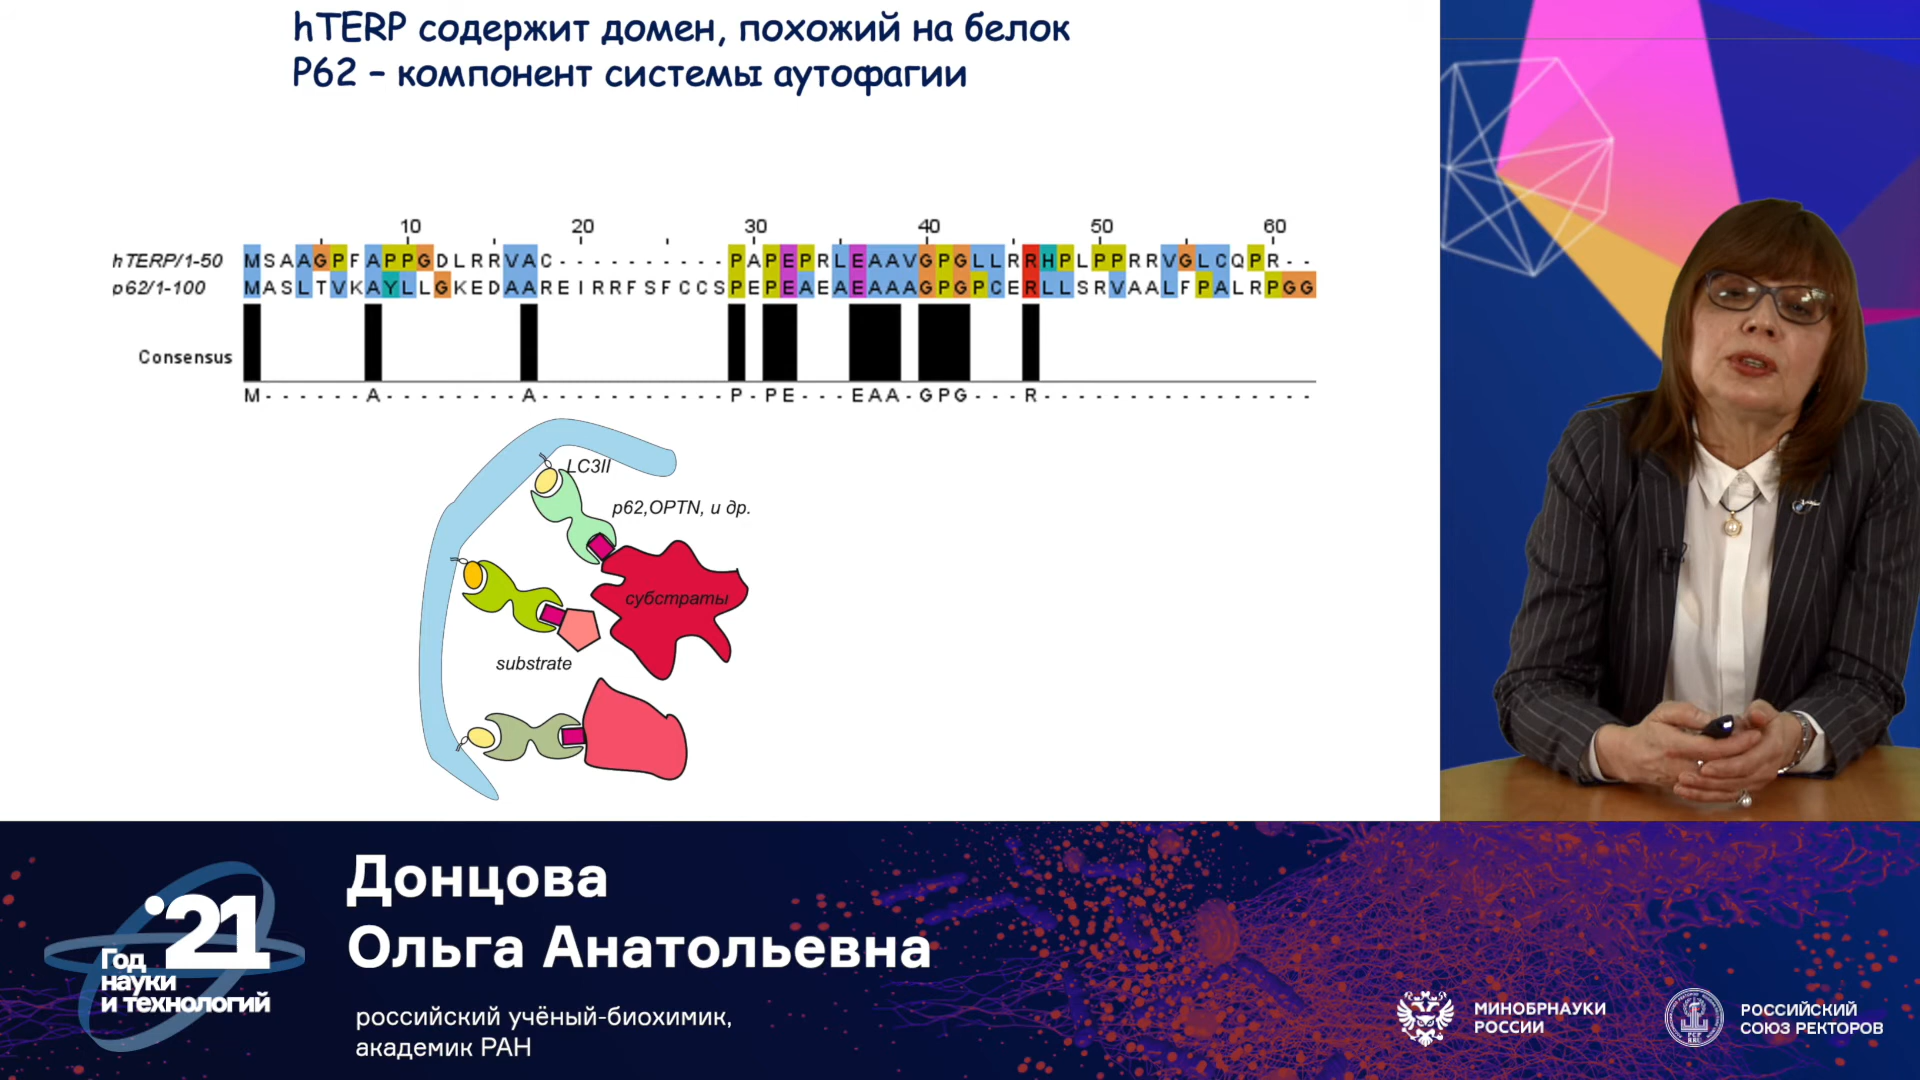 hTERP содержит домен, похожий на белок
P62 – компонент системы аутофагии
10 20 30 40 50 60
hTERP/1-50 MSAAGPFAPPGDLRRVAC-----------PAPEPRLEAAVGPGLLRRHPLPPRRVGLCQPR--
p62/1-100 MASLTVKAYLLGKEDAAREIRRFSFCCSPEPEAEAEAAAGPGPCERLLSRVAALFPALRPGG
Consensus
M------A--------A-----------P-PE---EAA-GPG---R----------------
LC3II
p62,OPTN, и др.
субстраты
substrate
Донцова
Ольга Анатольевна
российский учёный-биохимик,
академик РАН
'21
Год
науки
и технологий
МИНОБРНАУКИ
РОССИИ
РОССИЙСКИЙ
СОЮЗ РЕКТОРОВ